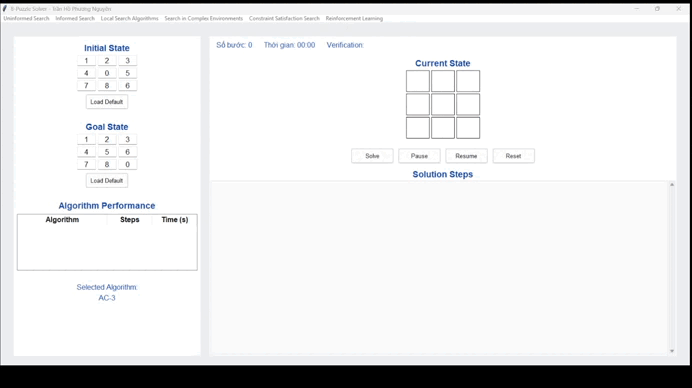 8-Puzzle Solver - Trần Hồ Phương Nguyên
Uninformed Search Informed Search Local Search Algorithms Search in Complex Environments Constraint Satisfaction Search Reinforcement Learning
Số bước: 0 Thời gian: 00:00 Verification:
Initial State
1 2 3
4 0 5
7 8 6
Load Default
Goal State
1 2 3
4 5 6
7 8 0
Load Default
Algorithm Performance
Algorithm Steps Time (s)
Selected Algorithm:
AC-3
Current State
Solve Pause Resume Reset
Solution Steps